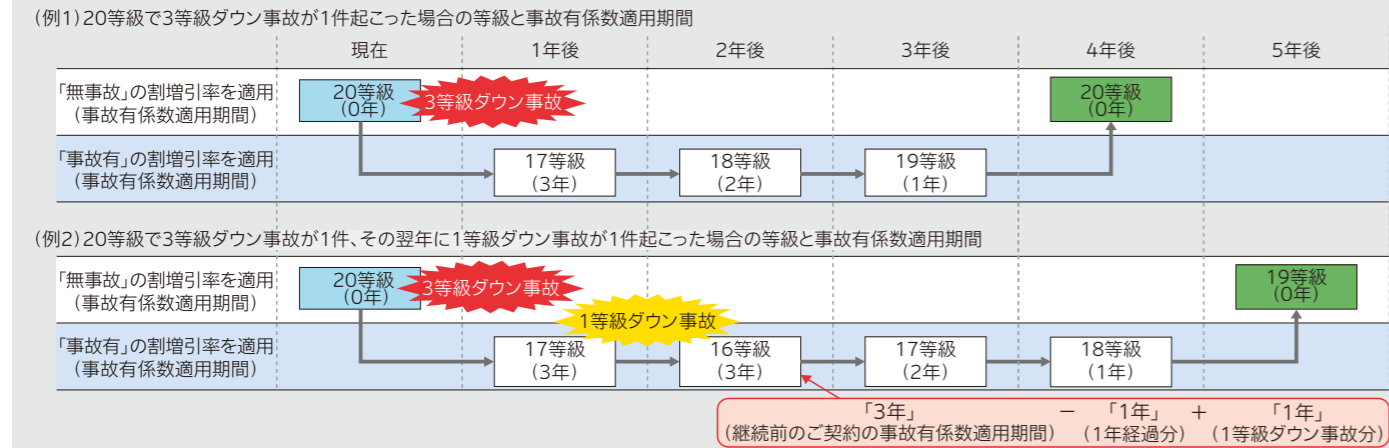 (例1)20等級で3等級ダウン事故が1件起こった場合の等級と事故有係数適用期間
現在
1年後
2年後
3年後
4年後
5年後
「無事故」の割増引率を適用
(事故有係数適用期間)
20等級
(0年)
3等級ダウン事故
20等級
(0年)
「事故有」の割増引率を適用
(事故有係数適用期間)
17等級
(3年)
18等級
(2年)
19等級
(1年)
(例2)20等級で3等級ダウン事故が1件、その翌年に1等級ダウン事故が1件起こった場合の等級と事故有係数適用期間
「無事故」の割増引率を適用
(事故有係数適用期間)
20等級
(0年)
3等級ダウン事故
1等級ダウン事故
19等級
(0年)
「事故有」の割増引率を適用
(事故有係数適用期間)
17等級
(3年)
16等級
(3年)
17等級
(2年)
18等級
(1年)
「3年」 − 「1年」 + 「1年」
(継続前のご契約の事故有係数適用期間) (1年経過分) (1等級ダウン事故分)